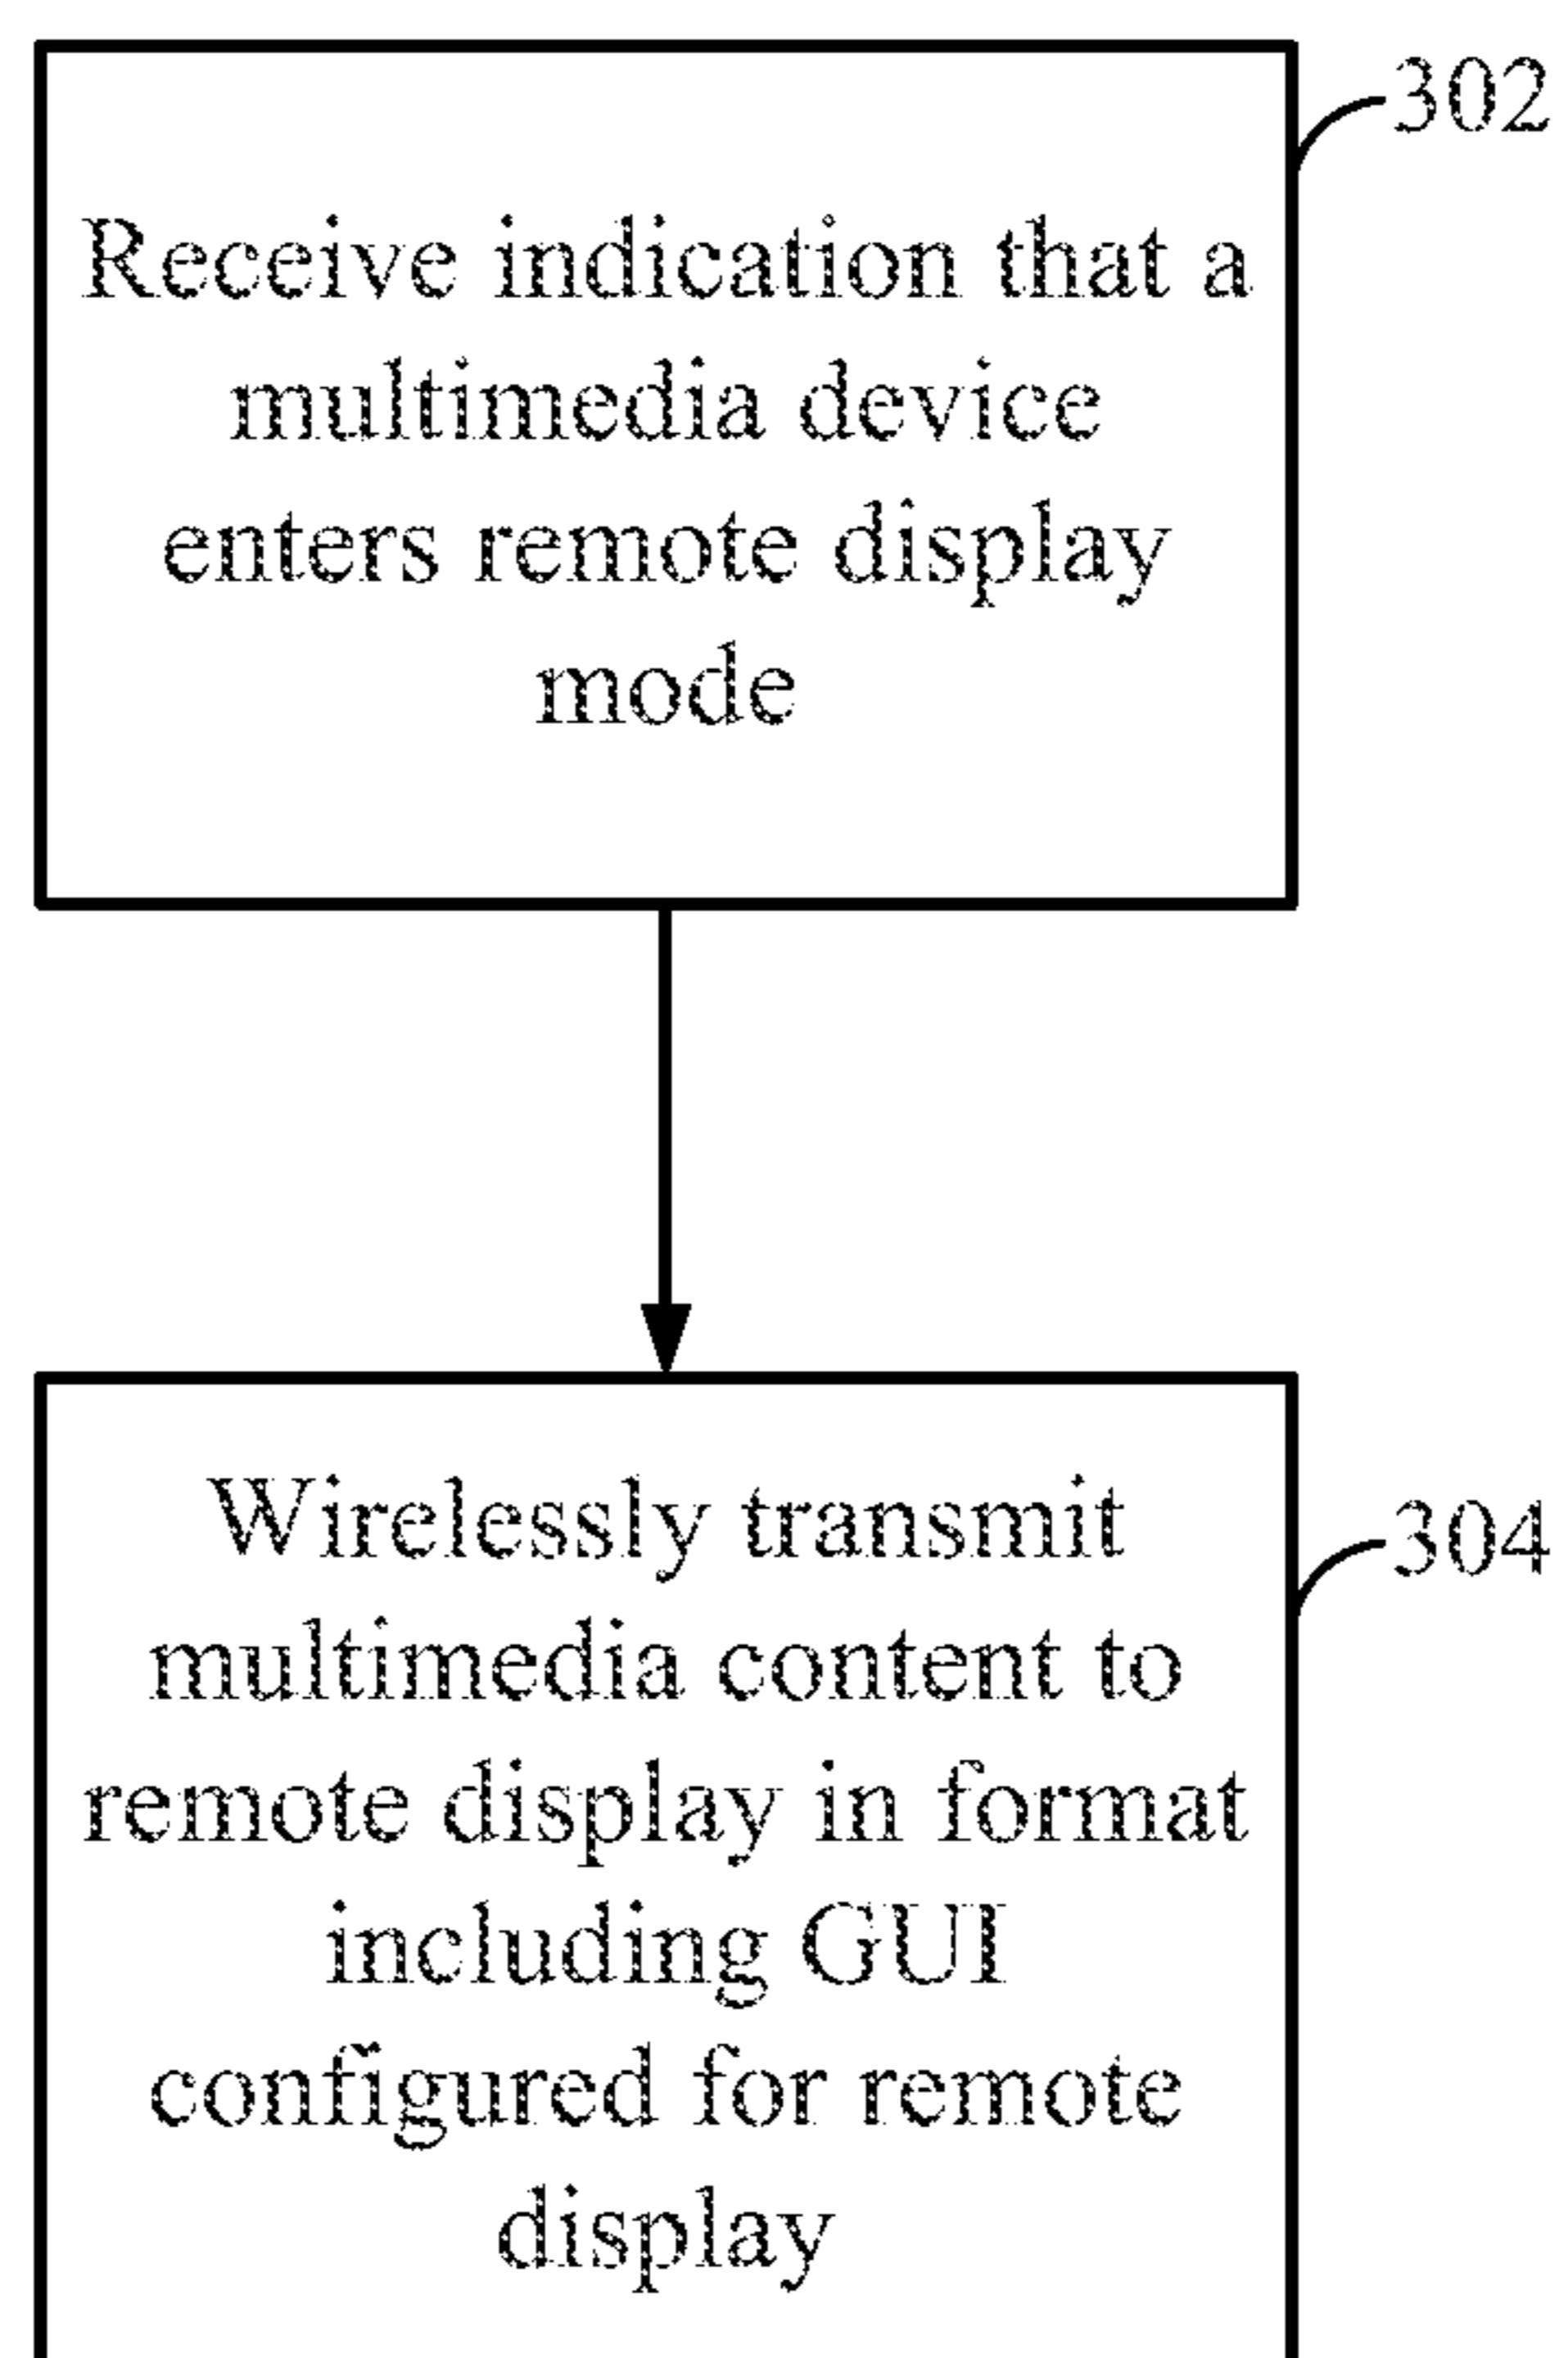 302
Receive indication that a
multimedia device
enters remote display
mode
304
Wirelessly transmit
multimedia content to
remote display in format
including GUI
configured for remote
display